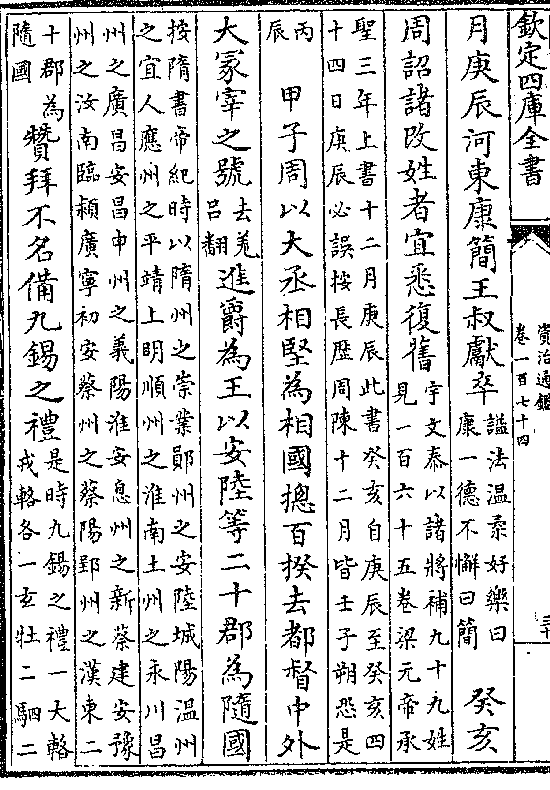 欽定四庫全書
資治通鑑
卷一百七十四
三十
月庚辰河東康簡王叔獻卒諡法温柔好樂曰康一德不懈曰簡癸亥
周詔諸改姓者宜悉復舊宇文泰以諸將補九十九姓見一百六十五卷梁元帝承
聖三年上書十二月庚辰此書癸亥自庚辰至癸亥四十四日庚辰必誤按長歴周陳十二月皆壬子朔恐是
丙辰甲子周以大丞相堅為相國摠百揆去都督中外
大冢宰之號去羌吕翻進爵為王以安陸等二十郡為隨國
按隋書帝紀時以隋州之崇業鄖州之安陸城陽温州之宜人應州之平靖上明順州之淮南土州之永川昌
州之廣昌安昌申州之義陽淮安息州之新蔡建安豫州之汝南臨潁廣寧初安蔡州之蔡陽郢州之漢東二
十郡為隨國贊拜不名備九錫之禮是時九錫之禮一大輅戎輅各一玄牡二駟二